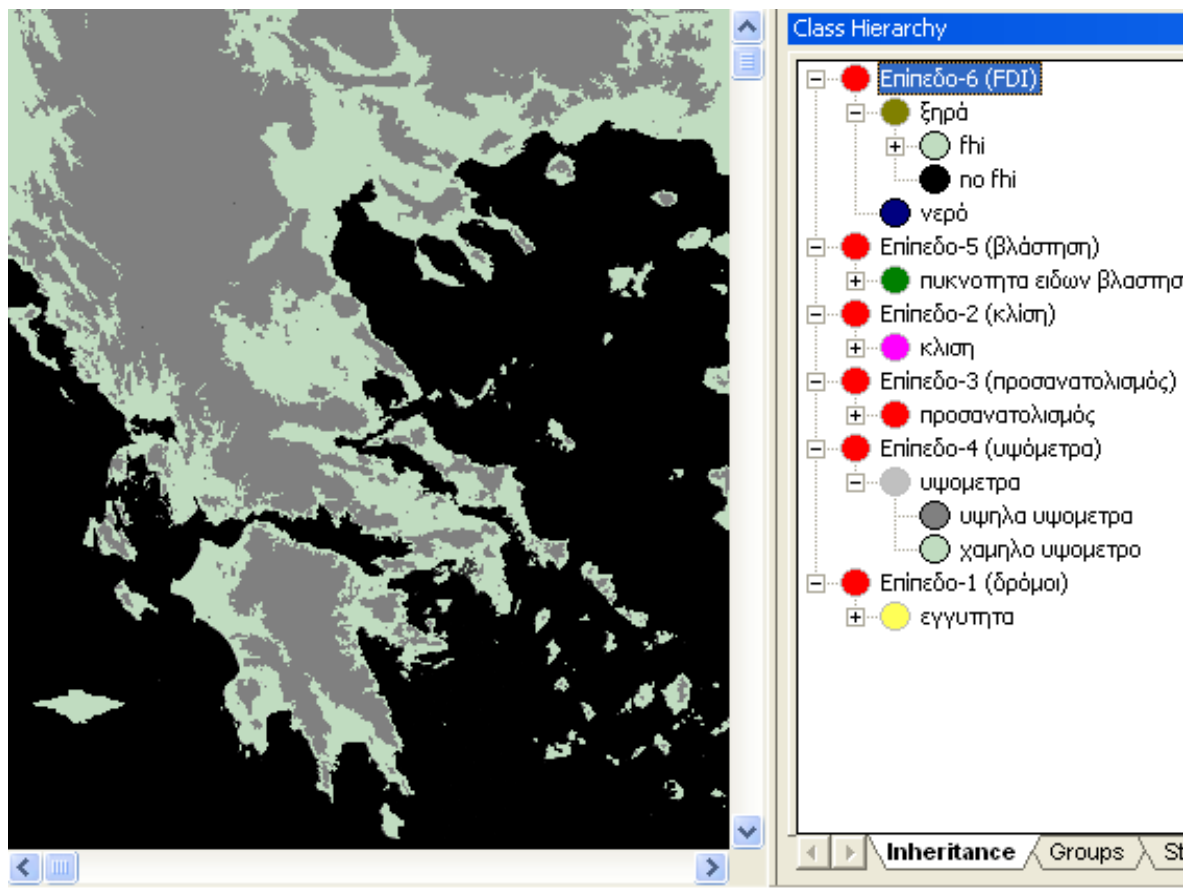 Class Hierarchy
Επίπεδο-6 (FDI)
ξηρά
fhi
no fhi
νερό
Επίπεδο-5 (βλάστηση)
πυκνοτητα ειδων βλαστησ
Επίπεδο-2 (κλίση)
κλιση
Επίπεδο-3 (προσανατολισμός)
προσανατολισμός
Επίπεδο-4 (υψόμετρα)
υψομετρα
υψηλα υψομετρα
χαμηλο υψομετρο
Επίπεδο-1 (δρόμοι)
εγγυτητα
Inheritance Groups St